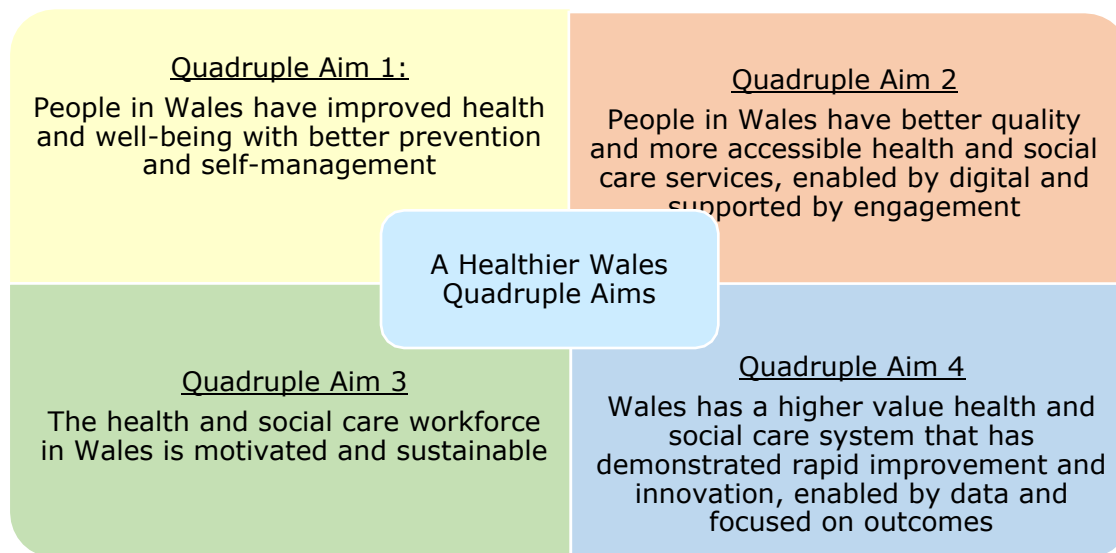 Quadruple Aim 1:
People in Wales have improved health
and well-being with better prevention
and self-management
Quadruple Aim 2
People in Wales have better quality
and more accessible health and social
care services, enabled by digital and
supported by engagement
A Healthier Wales
Quadruple Aims
Quadruple Aim 3
The health and social care workforce
in Wales is motivated and sustainable
Quadruple Aim 4
Wales has a higher value health and
social care system that has
demonstrated rapid improvement and
innovation, enabled by data and
focused on outcomes